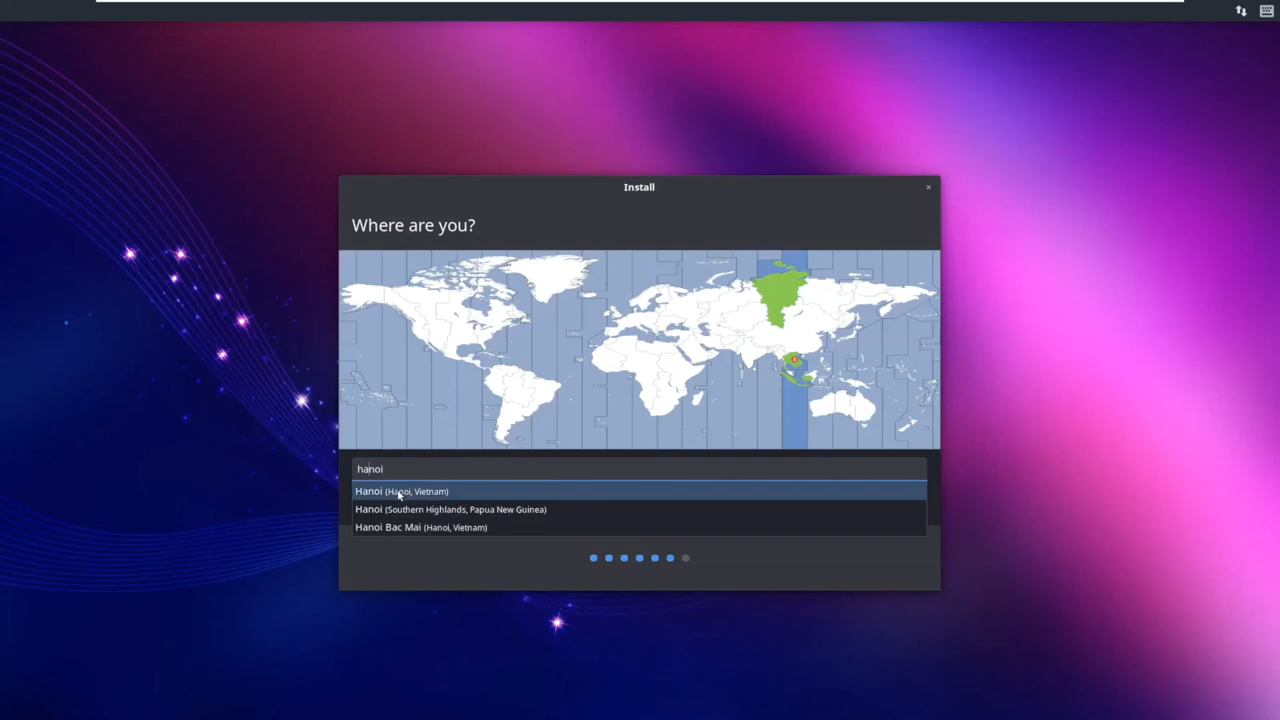 Install
×
Where are you?
hanoi
Hanoi (Hanoi, Vietnam)
Hanoi (Southern Highlands, Papua New Guinea)
Hanoi Bac Mai (Hanoi, Vietnam)